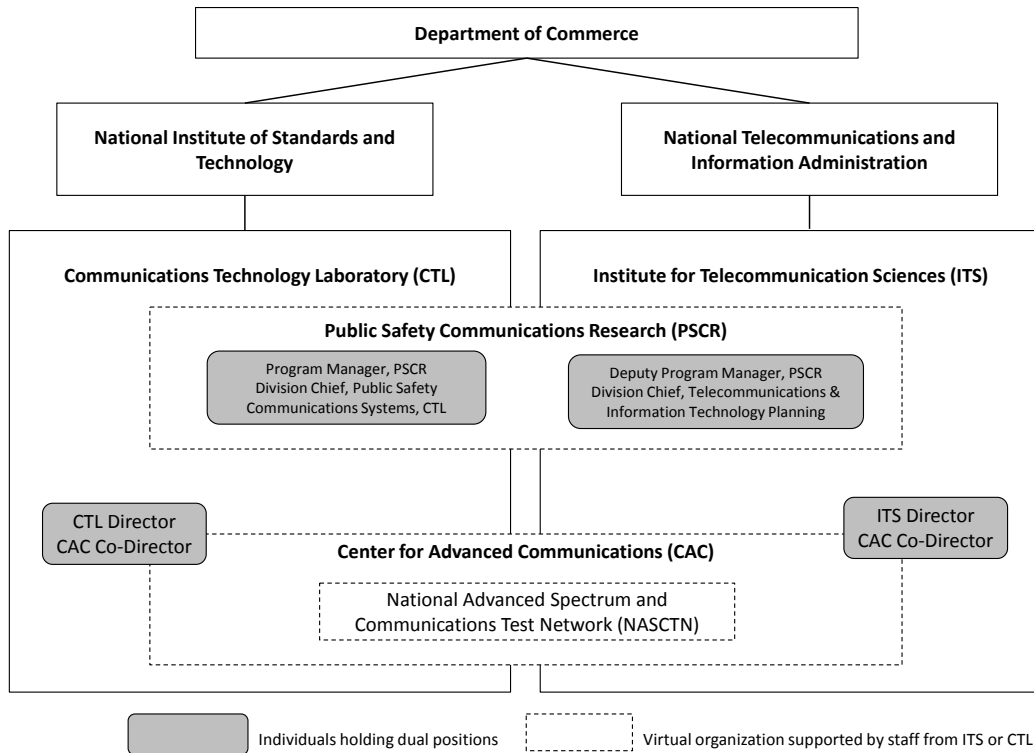 Department of Commerce
National Institute of Standards and
Technology
National Telecommunications and
Information Administration
Communications Technology Laboratory (CTL)
Institute for Telecommunication Sciences (ITS)
Public Safety Communications Research (PSCR)
Program Manager, PSCR
Division Chief, Public Safety
Communications Systems, CTL
Deputy Program Manager, PSCR
Division Chief, Telecommunications &
Information Technology Planning
CTL Director
CAC Co-Director
ITS Director
CAC Co-Director
Center for Advanced Communications (CAC)
National Advanced Spectrum and
Communications Test Network (NASCTN)
Individuals holding dual positions
Virtual organization supported by staff from ITS or CTL